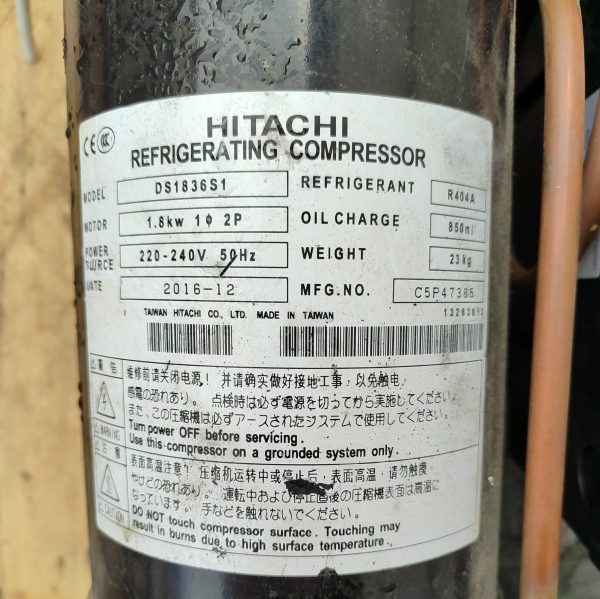 HITACHI
REFRIGERATING COMPRESSOR
MODEL DS1836S1 REFRIGERANT R404A
MOTOR 1.8kw 1Φ 2P OIL CHARGE 850ml
POWER SOURCE 220-240V 50Hz WEIGHT 23kg
DATE 2016-12 MFG.NO. C5P47385
TAIWAN HITACHI CO., LTD. MADE IN TAIWAN
维修前请关闭电源！ 并请确实做好接地工事，以免触电。
感電の恐れあり。 点検時は必ず電源を切ってから実施してください。
また、この圧縮機は必ずアースされたシステムで使用してください。
WARNING
Turn power OFF before servicing.
Use this compressor on a grounded system only.
表面高温注意！ 压缩机运转中或停止后，表面高温，请勿触摸
やけどの恐れあり。 運転中および停止直後の圧縮機表面は高温に
なっています。 手などを触れないでください。
CAUTION
DO NOT touch compressor surface. Touching may
result in burns due to high surface temperature.